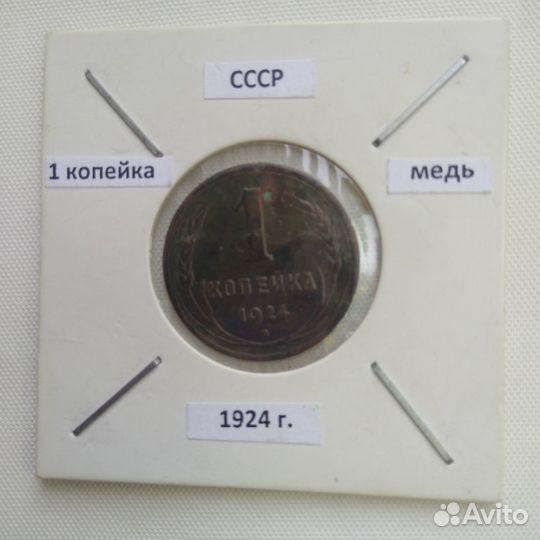 СССР
1 копейка
медь
1
КОПЕЙКА
1924
1924 г.
Avito